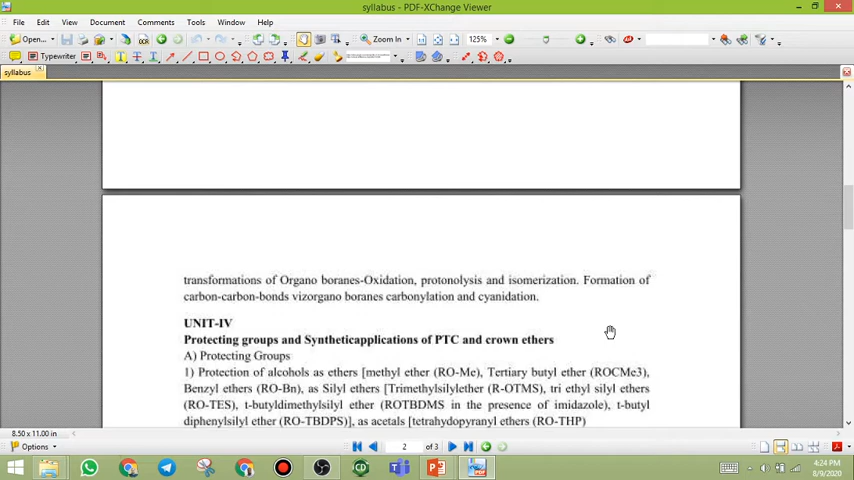 syllabus - PDF-XChange Viewer
File Edit View Document Comments Tools Window Help
Open... OCR Zoom In 125%
Typewriter
syllabus
transformations of Organo boranes-Oxidation, protonolysis and isomerization. Formation of
carbon-carbon-bonds vizorgano boranes carbonylation and cyanidation.
UNIT-IV
Protecting groups and Syntheticapplications of PTC and crown ethers
A) Protecting Groups
1) Protection of alcohols as ethers [methyl ether (RO-Me), Tertiary butyl ether (ROCMe3),
Benzyl ethers (RO-Bn), as Silyl ethers [Trimethylsilylether (R-OTMS), tri ethyl silyl ethers
(RO-TES), t-butyldimethylsilyl ether (ROTBDMS in the presence of imidazole), t-butyl
diphenylsilyl ether (RO-TBDPS)], as acetals [tetrahydopyranyl ethers (RO-THP)
8.50 x 11.00 in
Options 2 of 3
4:24 PM
8/9/2020